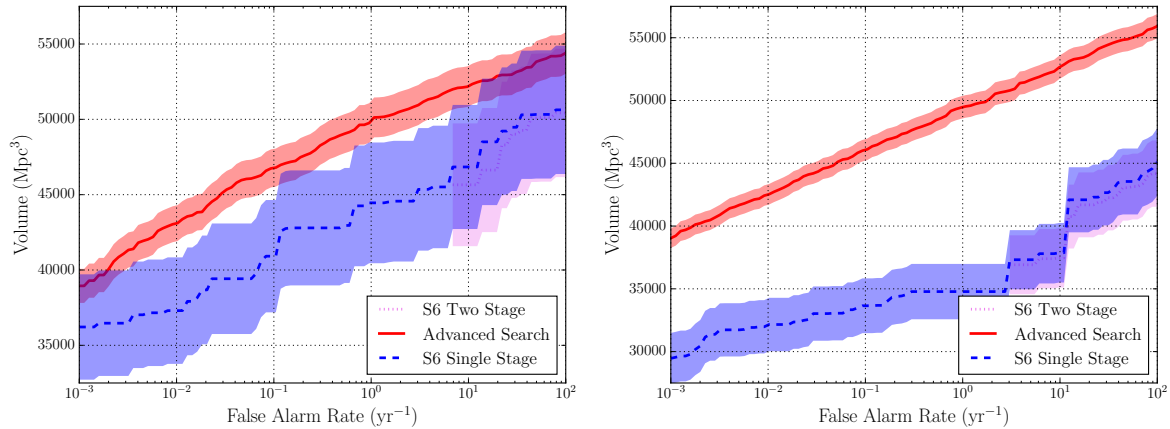 55000
50000
45000
40000
35000
Volume (Mpc³)
10⁻³ 10⁻² 10⁻¹ 10⁰ 10¹ 10²
False Alarm Rate (yr⁻¹)
S6 Two Stage
Advanced Search
S6 Single Stage
55000
50000
45000
40000
35000
30000
Volume (Mpc³)
10⁻³ 10⁻² 10⁻¹ 10⁰ 10¹ 10²
False Alarm Rate (yr⁻¹)
S6 Two Stage
Advanced Search
S6 Single Stage